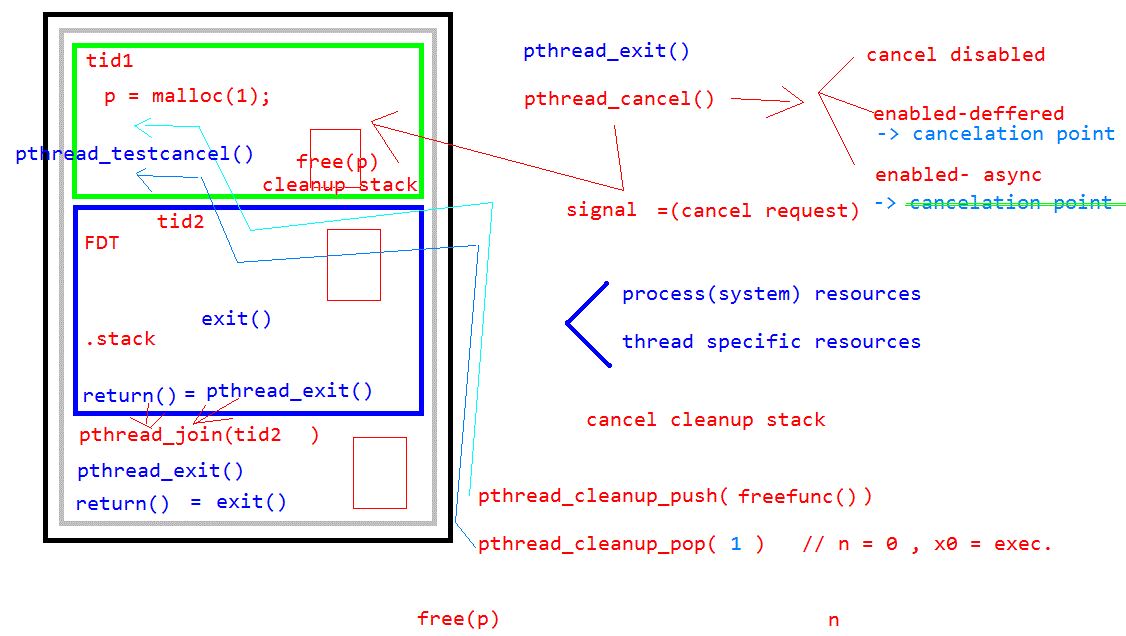 tid1
p = malloc(1);
pthread_testcancel()
free(p)
cleanup stack
tid2
FDT
exit()
.stack
return() = pthread_exit()
pthread_join(tid2 )
pthread_exit()
return() = exit()
pthread_exit()
pthread_cancel()
cancel disabled
enabled-deffered
-> cancelation point
enabled- async
-> cancelation point
signal =(cancel request)
process(system) resources
thread specific resources
cancel cleanup stack
pthread_cleanup_push( freefunc())
pthread_cleanup_pop( 1 ) // n = 0 , x0 = exec.
free(p)
n